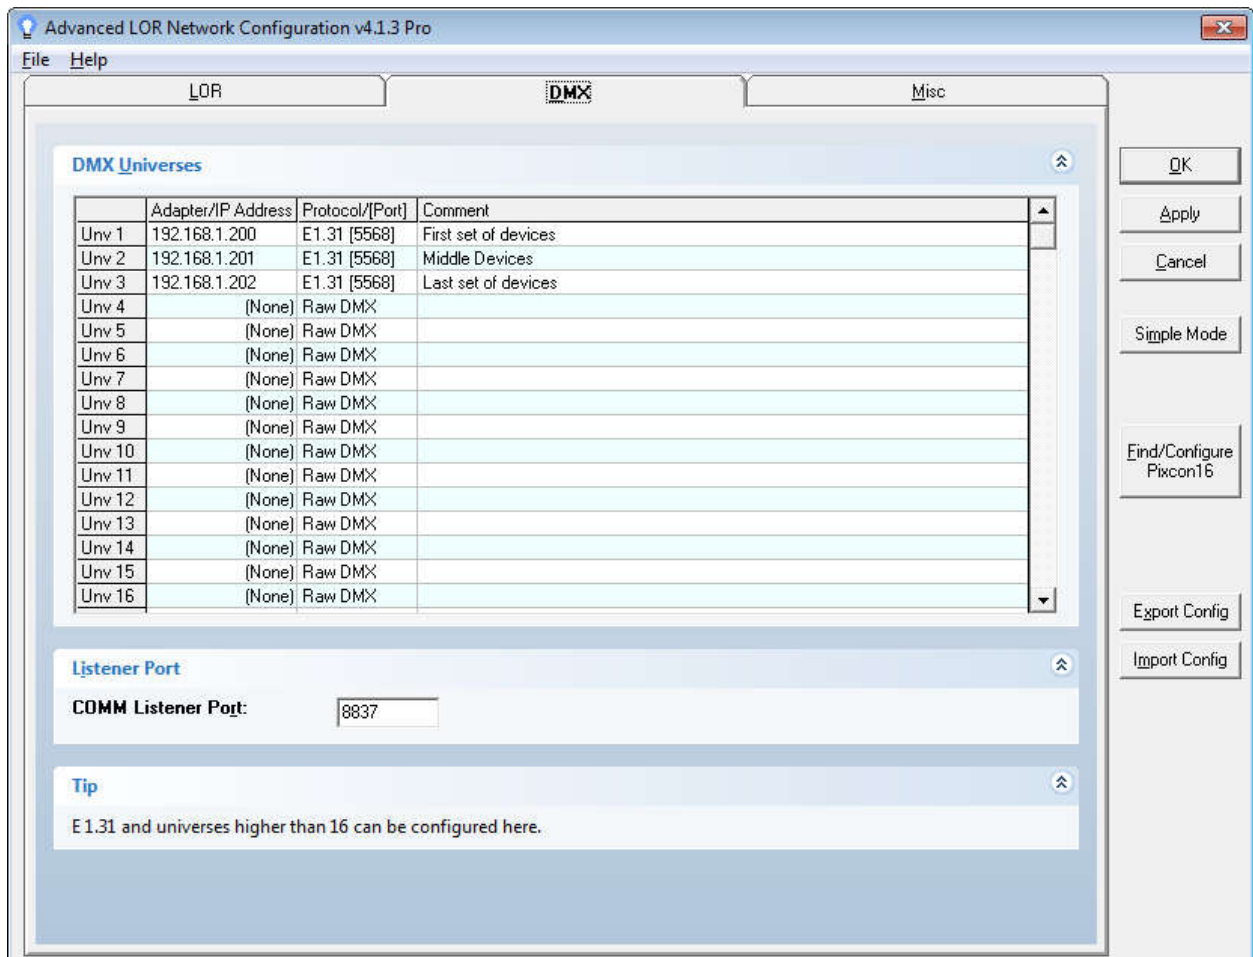 Advanced LOR Network Configuration v4.1.3 Pro
File Help
LOR DMX Misc
DMX Universes
Adapter/IP Address Protocol/[Port] Comment
Unv 1 192.168.1.200 E1.31 [5568] First set of devices
Unv 2 192.168.1.201 E1.31 [5568] Middle Devices
Unv 3 192.168.1.202 E1.31 [5568] Last set of devices
Unv 4 (None) Raw DMX
Unv 5 (None) Raw DMX
Unv 6 (None) Raw DMX
Unv 7 (None) Raw DMX
Unv 8 (None) Raw DMX
Unv 9 (None) Raw DMX
Unv 10 (None) Raw DMX
Unv 11 (None) Raw DMX
Unv 12 (None) Raw DMX
Unv 13 (None) Raw DMX
Unv 14 (None) Raw DMX
Unv 15 (None) Raw DMX
Unv 16 (None) Raw DMX
Listener Port
COMM Listener Port: 8837
Tip
E1.31 and universes higher than 16 can be configured here.
OK
Apply
Cancel
Simple Mode
Find/Configure
Pixcon16
Export Config
Import Config